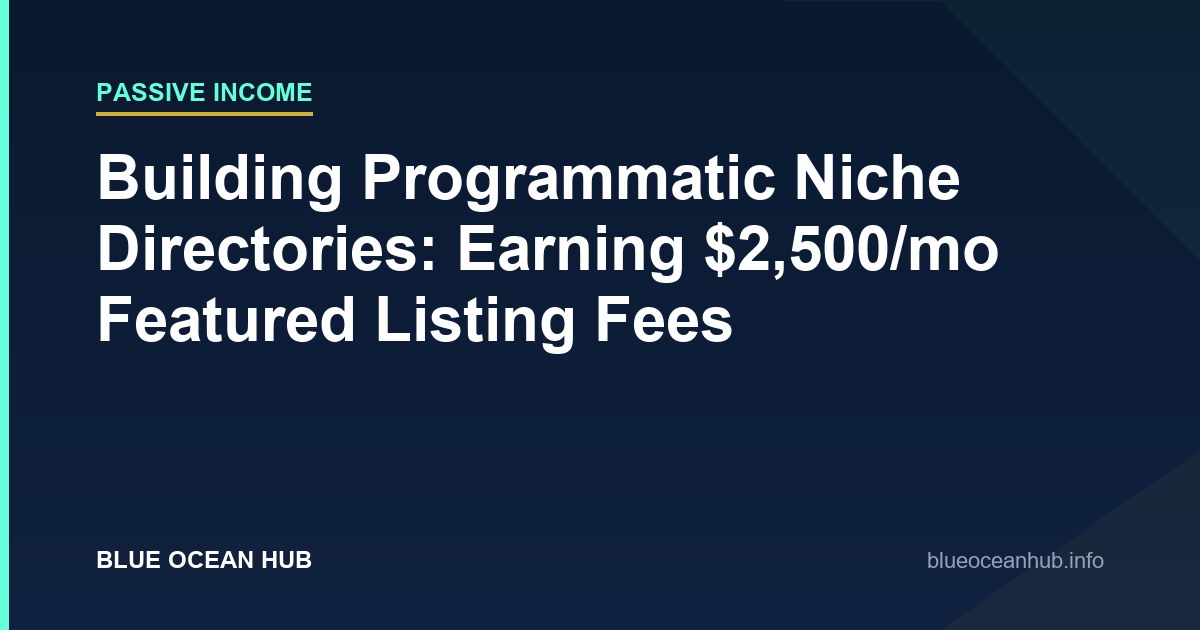 PASSIVE INCOME
Building Programmatic Niche
Directories: Earning $2,500/mo
Featured Listing Fees
BLUE OCEAN HUB
blueoceanhub.info